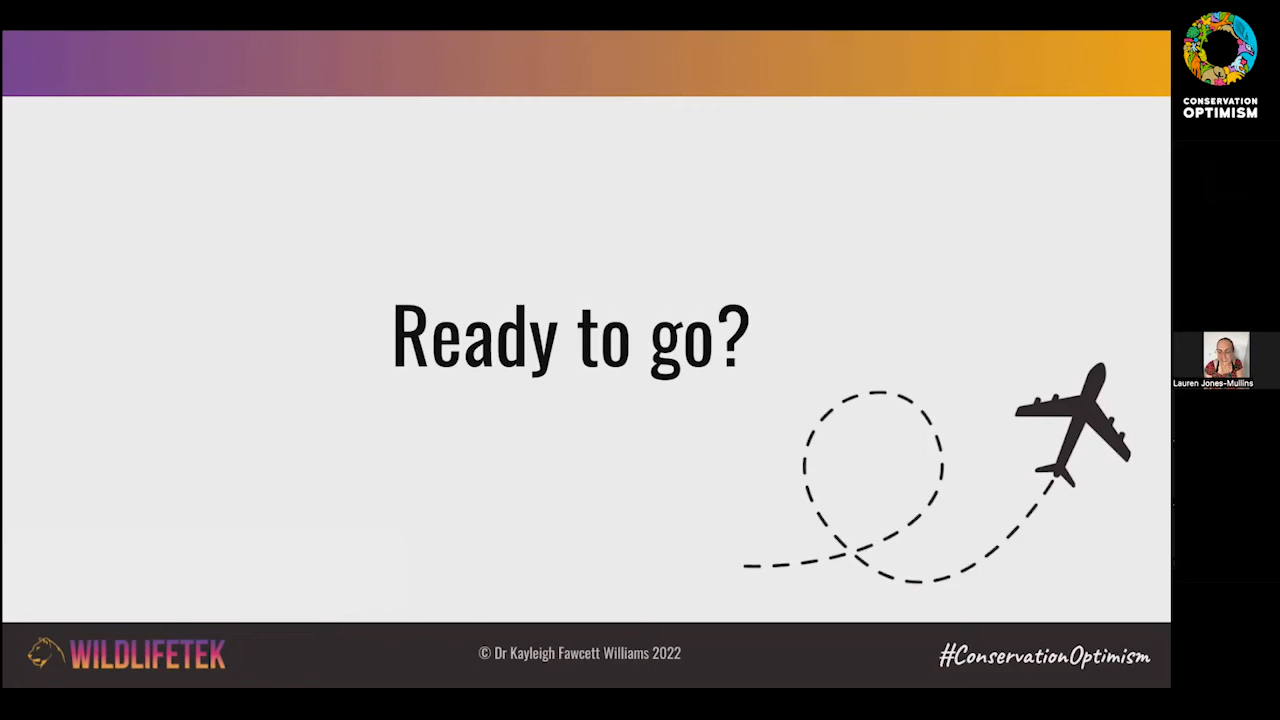 CONSERVATION
OPTIMISM
Ready to go?
Lauren Jones-Mullins
WILDLIFETEK
© Dr Kayleigh Fawcett Williams 2022
#ConservationOptimism